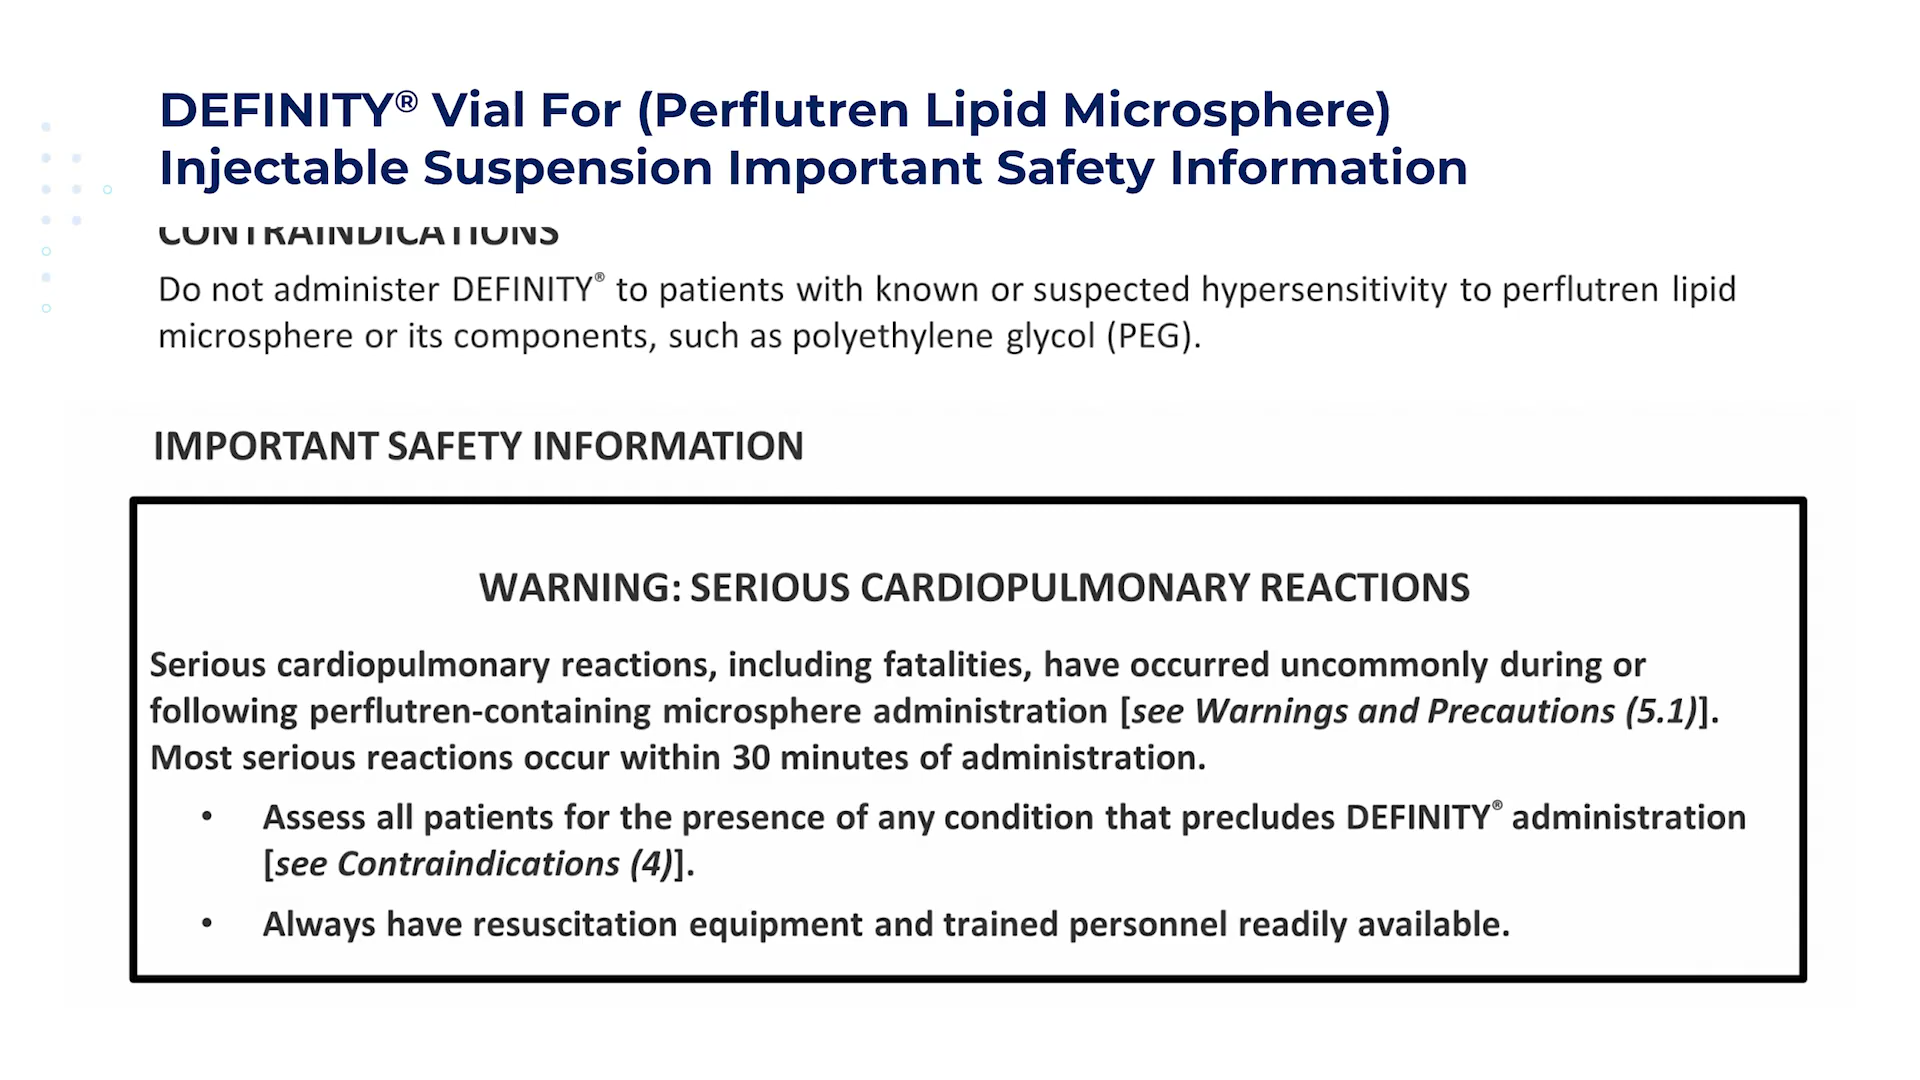 DEFINITY® Vial For (Perflutren Lipid Microsphere)
Injectable Suspension Important Safety Information
CONTRAINDICATIONS
Do not administer DEFINITY® to patients with known or suspected hypersensitivity to perflutren lipid
microsphere or its components, such as polyethylene glycol (PEG).
IMPORTANT SAFETY INFORMATION
WARNING: SERIOUS CARDIOPULMONARY REACTIONS
Serious cardiopulmonary reactions, including fatalities, have occurred uncommonly during or
following perflutren-containing microsphere administration [see Warnings and Precautions (5.1)].
Most serious reactions occur within 30 minutes of administration.
• Assess all patients for the presence of any condition that precludes DEFINITY® administration
[see Contraindications (4)].
• Always have resuscitation equipment and trained personnel readily available.